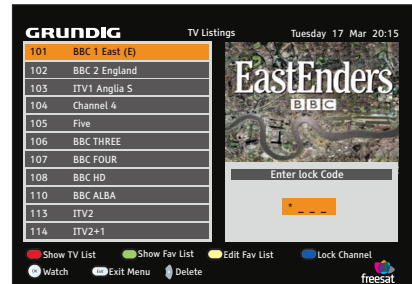 GRUNDIG TV Listings Tuesday 17 Mar 20:15
101 BBC 1 East (E)
102 BBC 2 England
103 ITV1 Anglia S
104 Channel 4
105 Five
106 BBC THREE
107 BBC FOUR
108 BBC HD
110 BBC ALBA
113 ITV2
114 ITV2+1
EastEnders
BBC
Enter lock Code
* _ _ _
Show TV List Show Fav List Edit Fav List Lock Channel
OK Watch EXIT Exit Menu Delete
freesat